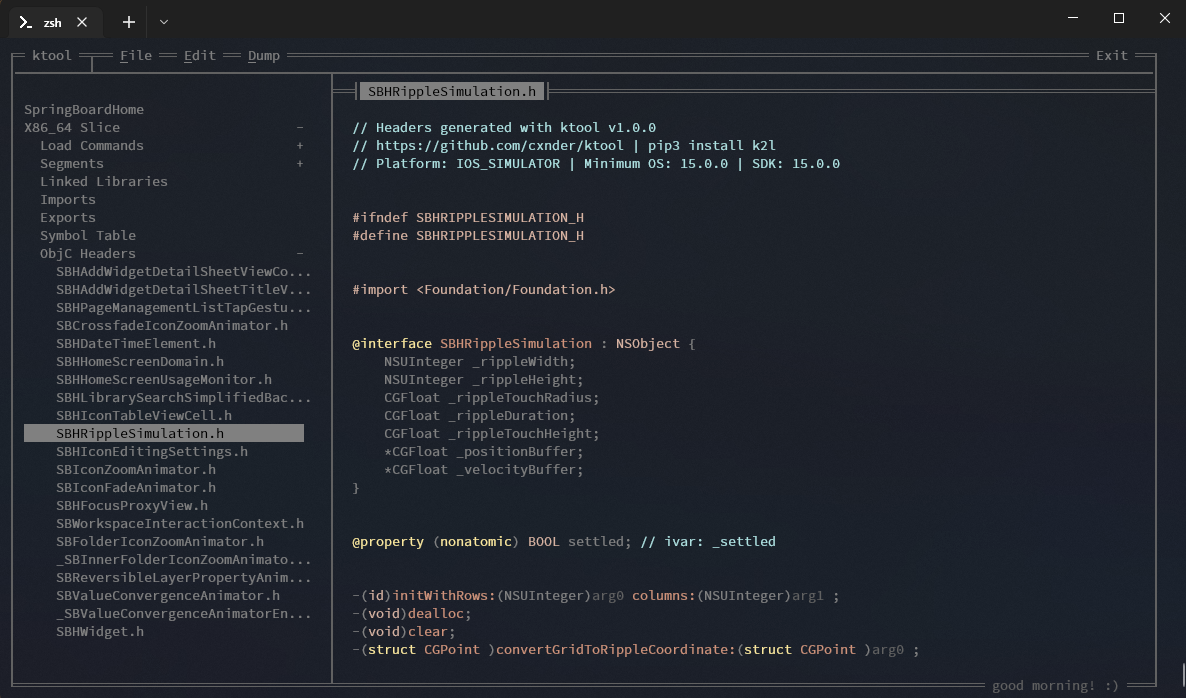 zsh
ktool File Edit Dump Exit
SpringBoardHome
X86_64 Slice -
Load Commands +
Segments +
Linked Libraries
Imports
Exports
Symbol Table
ObjC Headers -
SBHAddWidgetDetailSheetViewCo...
SBHAddWidgetDetailSheetTitleV...
SBHPageManagementListTapGestu...
SBCrossfadeIconZoomAnimator.h
SBHDateTimeElement.h
SBHHomeScreenDomain.h
SBHHomeScreenUsageMonitor.h
SBHLibrarySearchSimplifiedBac...
SBHIconTableViewCell.h
SBHRippleSimulation.h
SBHIconEditingSettings.h
SBIconZoomAnimator.h
SBIconFadeAnimator.h
SBHFocusProxyView.h
SBWorkspaceInteractionContext.h
SBFolderIconZoomAnimator.h
_SBInnerFolderIconZoomAnimato...
SBReversibleLayerPropertyAnim...
SBValueConvergenceAnimator.h
_SBValueConvergenceAnimatorEn...
SBHWidget.h
SBHRippleSimulation.h
// Headers generated with ktool v1.0.0
// https://github.com/cxnder/ktool | pip3 install k2l
// Platform: IOS_SIMULATOR | Minimum OS: 15.0.0 | SDK: 15.0.0
#ifndef SBHRIPPLESIMULATION_H
#define SBHRIPPLESIMULATION_H
#import <Foundation/Foundation.h>
@interface SBHRippleSimulation : NSObject {
NSUInteger _rippleWidth;
NSUInteger _rippleHeight;
CGFloat _rippleTouchRadius;
CGFloat _rippleDuration;
CGFloat _rippleTouchHeight;
*CGFloat _positionBuffer;
*CGFloat _velocityBuffer;
}
@property (nonatomic) BOOL settled; // ivar: _settled
-(id)initWithRows:(NSUInteger)arg0 columns:(NSUInteger)arg1 ;
-(void)dealloc;
-(void)clear;
-(struct CGPoint )convertGridToRippleCoordinate:(struct CGPoint )arg0 ;
good morning! :)